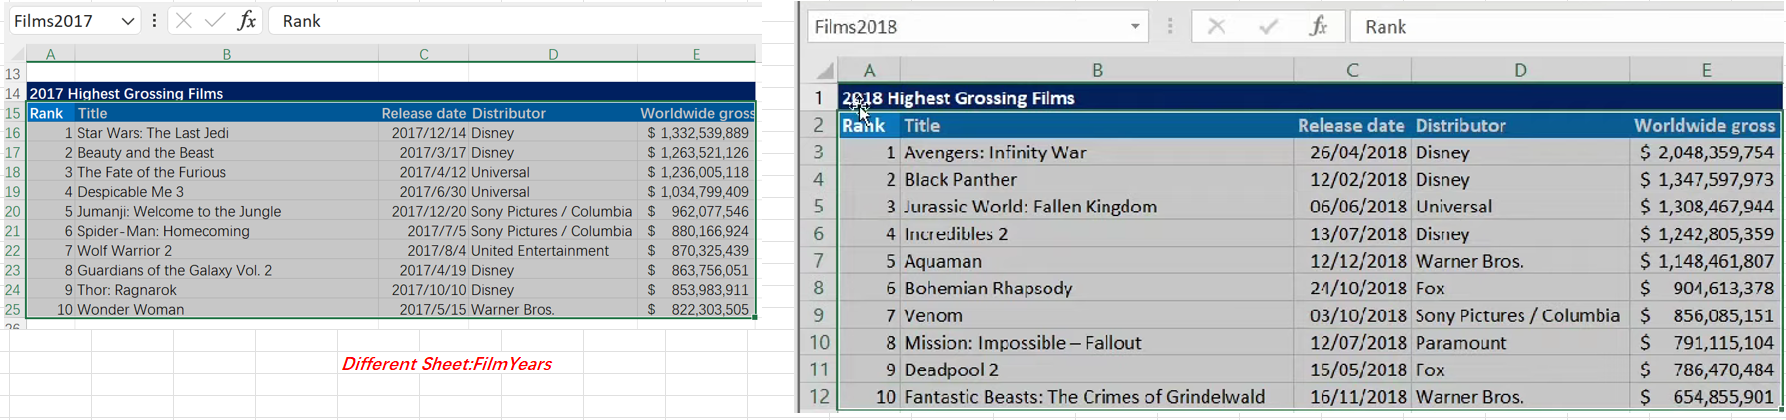 Films2017 fx Rank
A B C D E
13
14 2017 Highest Grossing Films
15 Rank Title Release date Distributor Worldwide gross
16 1 Star Wars: The Last Jedi 2017/12/14 Disney $ 1,332,539,889
17 2 Beauty and the Beast 2017/3/17 Disney $ 1,263,521,126
18 3 The Fate of the Furious 2017/4/12 Universal $ 1,236,005,118
19 4 Despicable Me 3 2017/6/30 Universal $ 1,034,799,409
20 5 Jumanji: Welcome to the Jungle 2017/12/20 Sony Pictures / Columbia $ 962,077,546
21 6 Spider-Man: Homecoming 2017/7/5 Sony Pictures / Columbia $ 880,166,924
22 7 Wolf Warrior 2 2017/8/4 United Entertainment $ 870,325,439
23 8 Guardians of the Galaxy Vol. 2 2017/4/19 Disney $ 863,756,051
24 9 Thor: Ragnarok 2017/10/10 Disney $ 853,983,911
25 10 Wonder Woman 2017/5/15 Warner Bros. $ 822,303,505
26
Different Sheet:FilmYears
Films2018 fx Rank
A B C D E
1 2018 Highest Grossing Films
2 Rank Title Release date Distributor Worldwide gross
3 1 Avengers: Infinity War 26/04/2018 Disney $ 2,048,359,754
4 2 Black Panther 12/02/2018 Disney $ 1,347,597,973
5 3 Jurassic World: Fallen Kingdom 06/06/2018 Universal $ 1,308,467,944
6 4 Incredibles 2 13/07/2018 Disney $ 1,242,805,359
7 5 Aquaman 12/12/2018 Warner Bros. $ 1,148,461,807
8 6 Bohemian Rhapsody 24/10/2018 Fox $ 904,613,378
9 7 Venom 03/10/2018 Sony Pictures / Columbia $ 856,085,151
10 8 Mission: Impossible – Fallout 12/07/2018 Paramount $ 791,115,104
11 9 Deadpool 2 15/05/2018 Fox $ 786,470,484
12 10 Fantastic Beasts: The Crimes of Grindelwald 16/11/2018 Warner Bros. $ 654,855,901